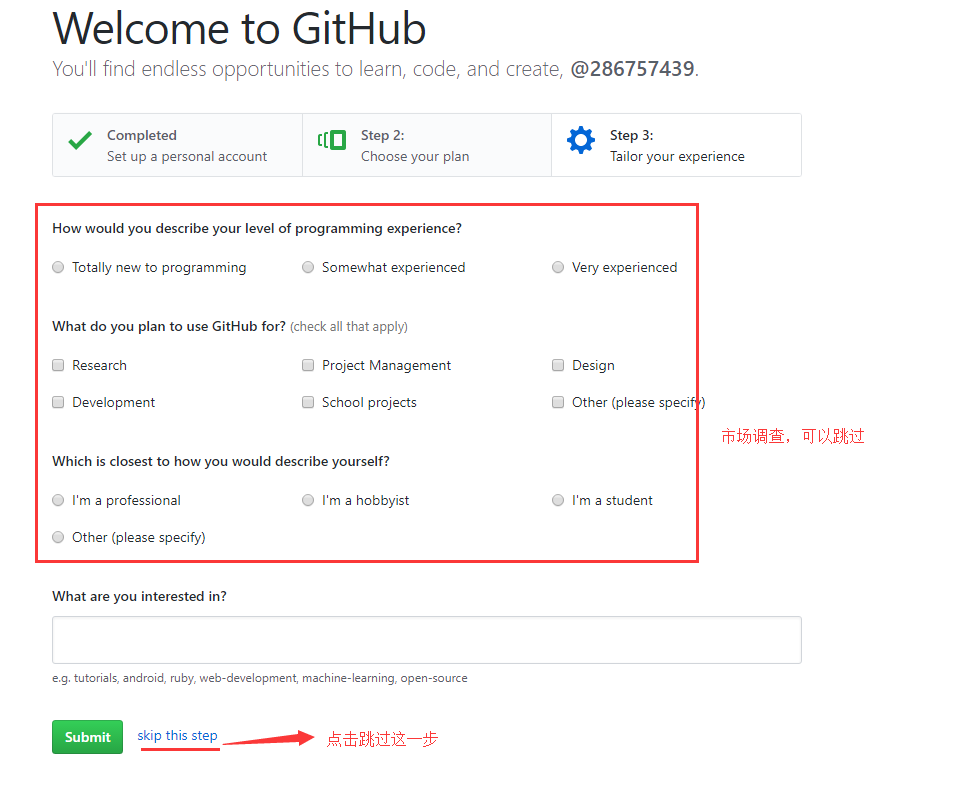 Welcome to GitHub
You'll find endless opportunities to learn, code, and create, @286757439.
Completed
Set up a personal account
Step 2:
Choose your plan
Step 3:
Tailor your experience
How would you describe your level of programming experience?
Totally new to programming
Somewhat experienced
Very experienced
What do you plan to use GitHub for? (check all that apply)
Research
Project Management
Design
Development
School projects
Other (please specify)
市场调查，可以跳过
Which is closest to how you would describe yourself?
I'm a professional
I'm a hobbyist
I'm a student
Other (please specify)
What are you interested in?
e.g. tutorials, android, ruby, web-development, machine-learning, open-source
Submit
skip this step
点击跳过这一步